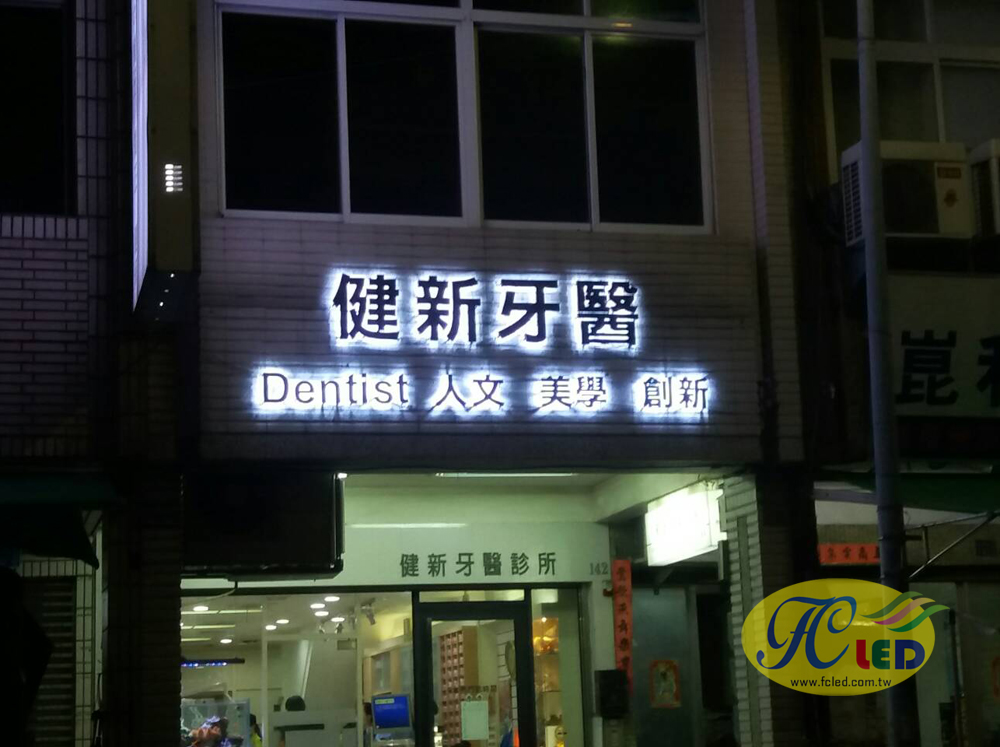 健新牙醫
Dentist 人文 美學 創新
崑
健新牙醫診所
142
FC LED
www.fcled.com.tw